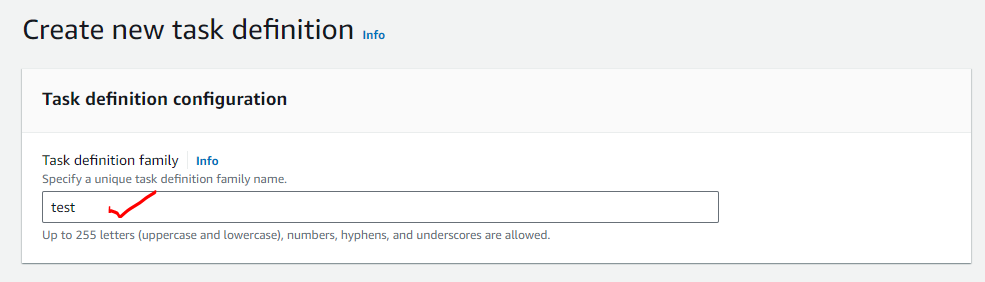 Create new task definition Info
Task definition configuration
Task definition family Info
Specify a unique task definition family name.
test
Up to 255 letters (uppercase and lowercase), numbers, hyphens, and underscores are allowed.